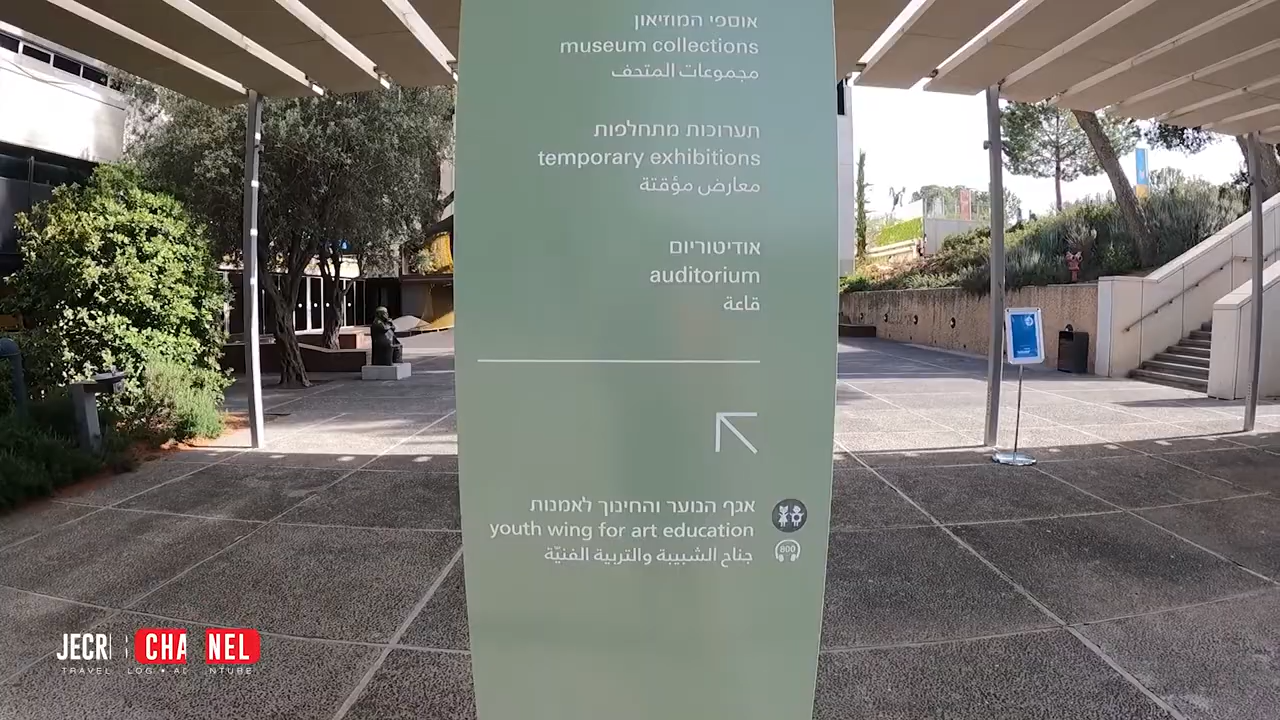 אוספי המוזיאון
museum collections
مجموعات المتحف
תערוכות מתחלפות
temporary exhibitions
معارض مؤقتة
אודיטוריום
auditorium
قاعة
אגף הנוער והחינוך לאמנות
youth wing for art education
جناح الشبيبة والتربية الفنيّة
800